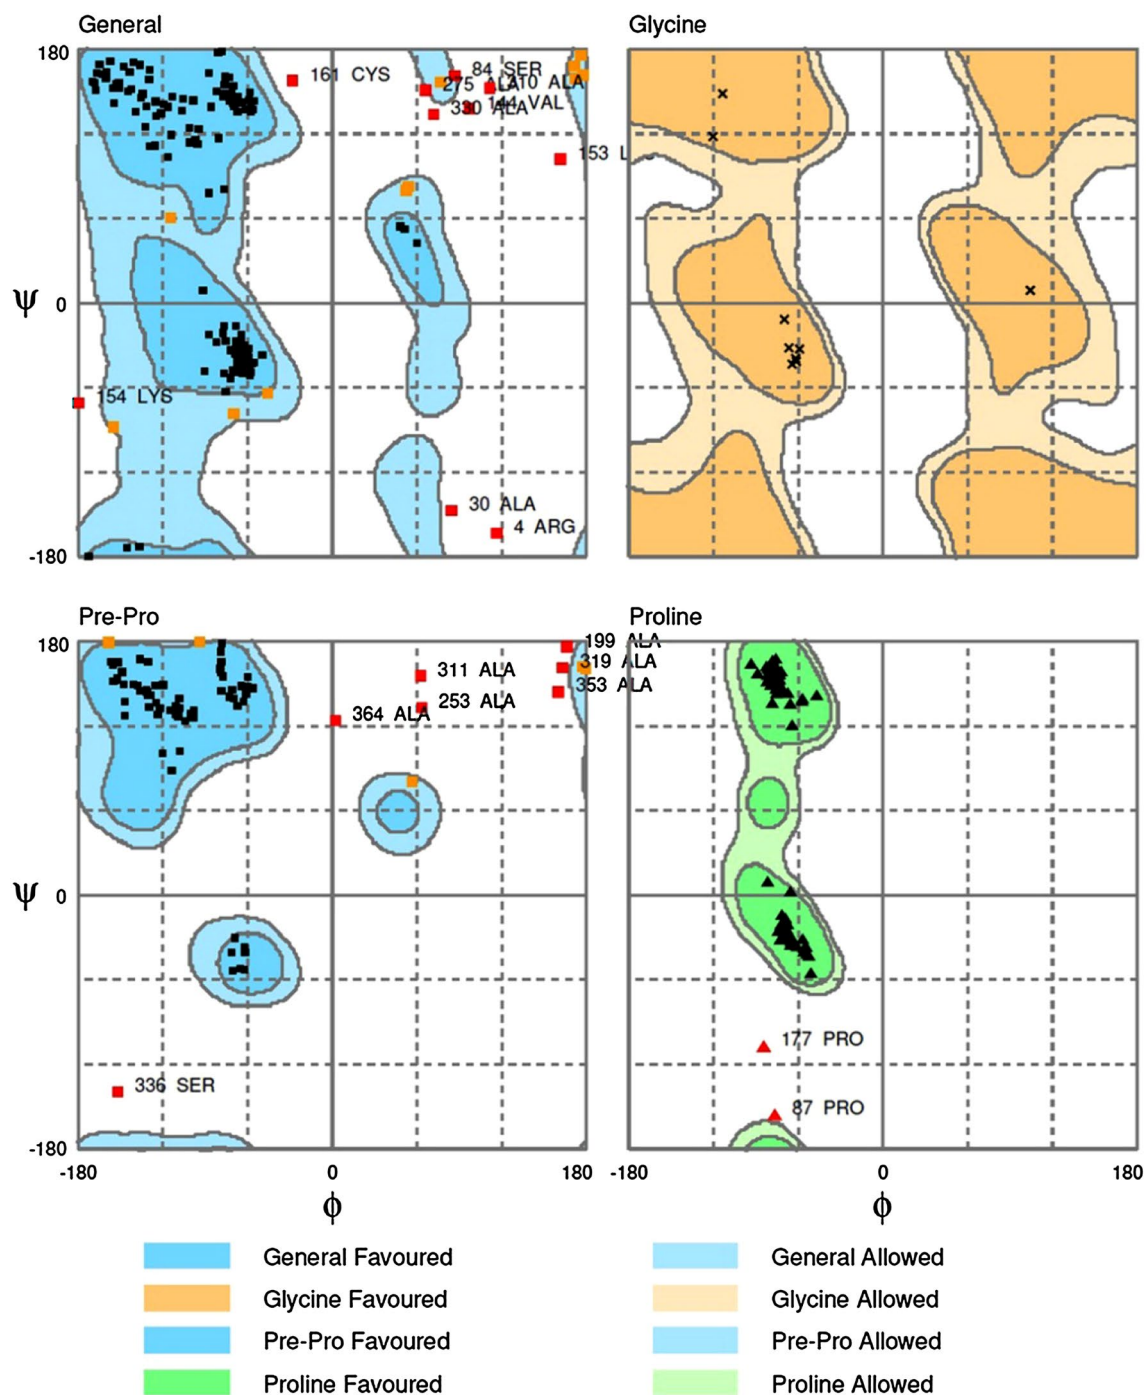 General
Glycine
180
161 CYS
84 SER
275 ALA
310 ALA
144 VAL
330 ALA
153
Ψ
0
154 LYS
30 ALA
4 ARG
-180
Pre-Pro
Proline
180
199 ALA
319 ALA
311 ALA
353 ALA
253 ALA
364 ALA
Ψ
0
177 PRO
336 SER
87 PRO
-180
-180 0 180 -180 0 180
ϕ ϕ
General Favoured General Allowed
Glycine Favoured Glycine Allowed
Pre-Pro Favoured Pre-Pro Allowed
Proline Favoured Proline Allowed